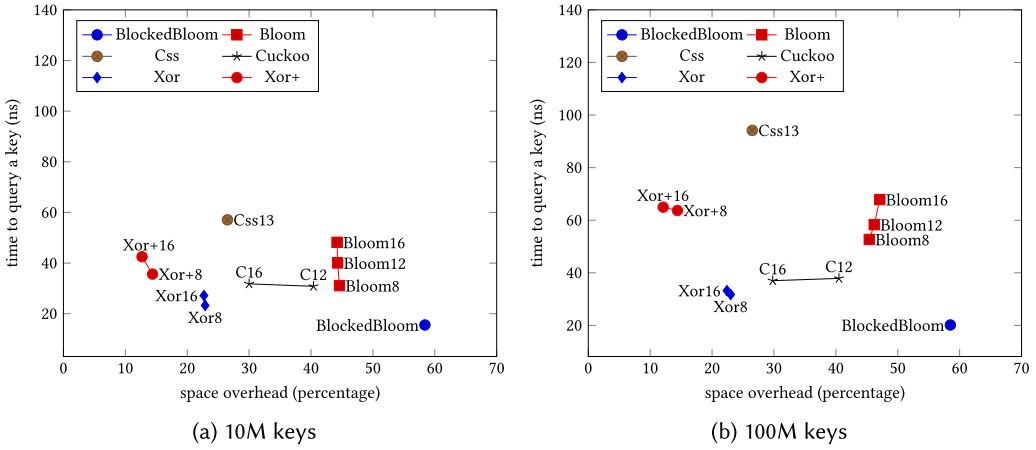 140
120
100
80
60
40
20
0
10
20
30
40
50
60
70
time to query a key (ns)
space overhead (percentage)
BlockedBloom
Bloom
Css
Cuckoo
Xor
Xor+
Css13
Xor+16
Xor+8
Xor16
Xor8
C16
C12
Bloom16
Bloom12
Bloom8
BlockedBloom
(a) 10M keys
140
120
100
80
60
40
20
0
10
20
30
40
50
60
70
time to query a key (ns)
space overhead (percentage)
BlockedBloom
Bloom
Css
Cuckoo
Xor
Xor+
Css13
Xor+16
Xor+8
Bloom16
Bloom12
Bloom8
C16
C12
Xor16
Xor8
BlockedBloom
(b) 100M keys